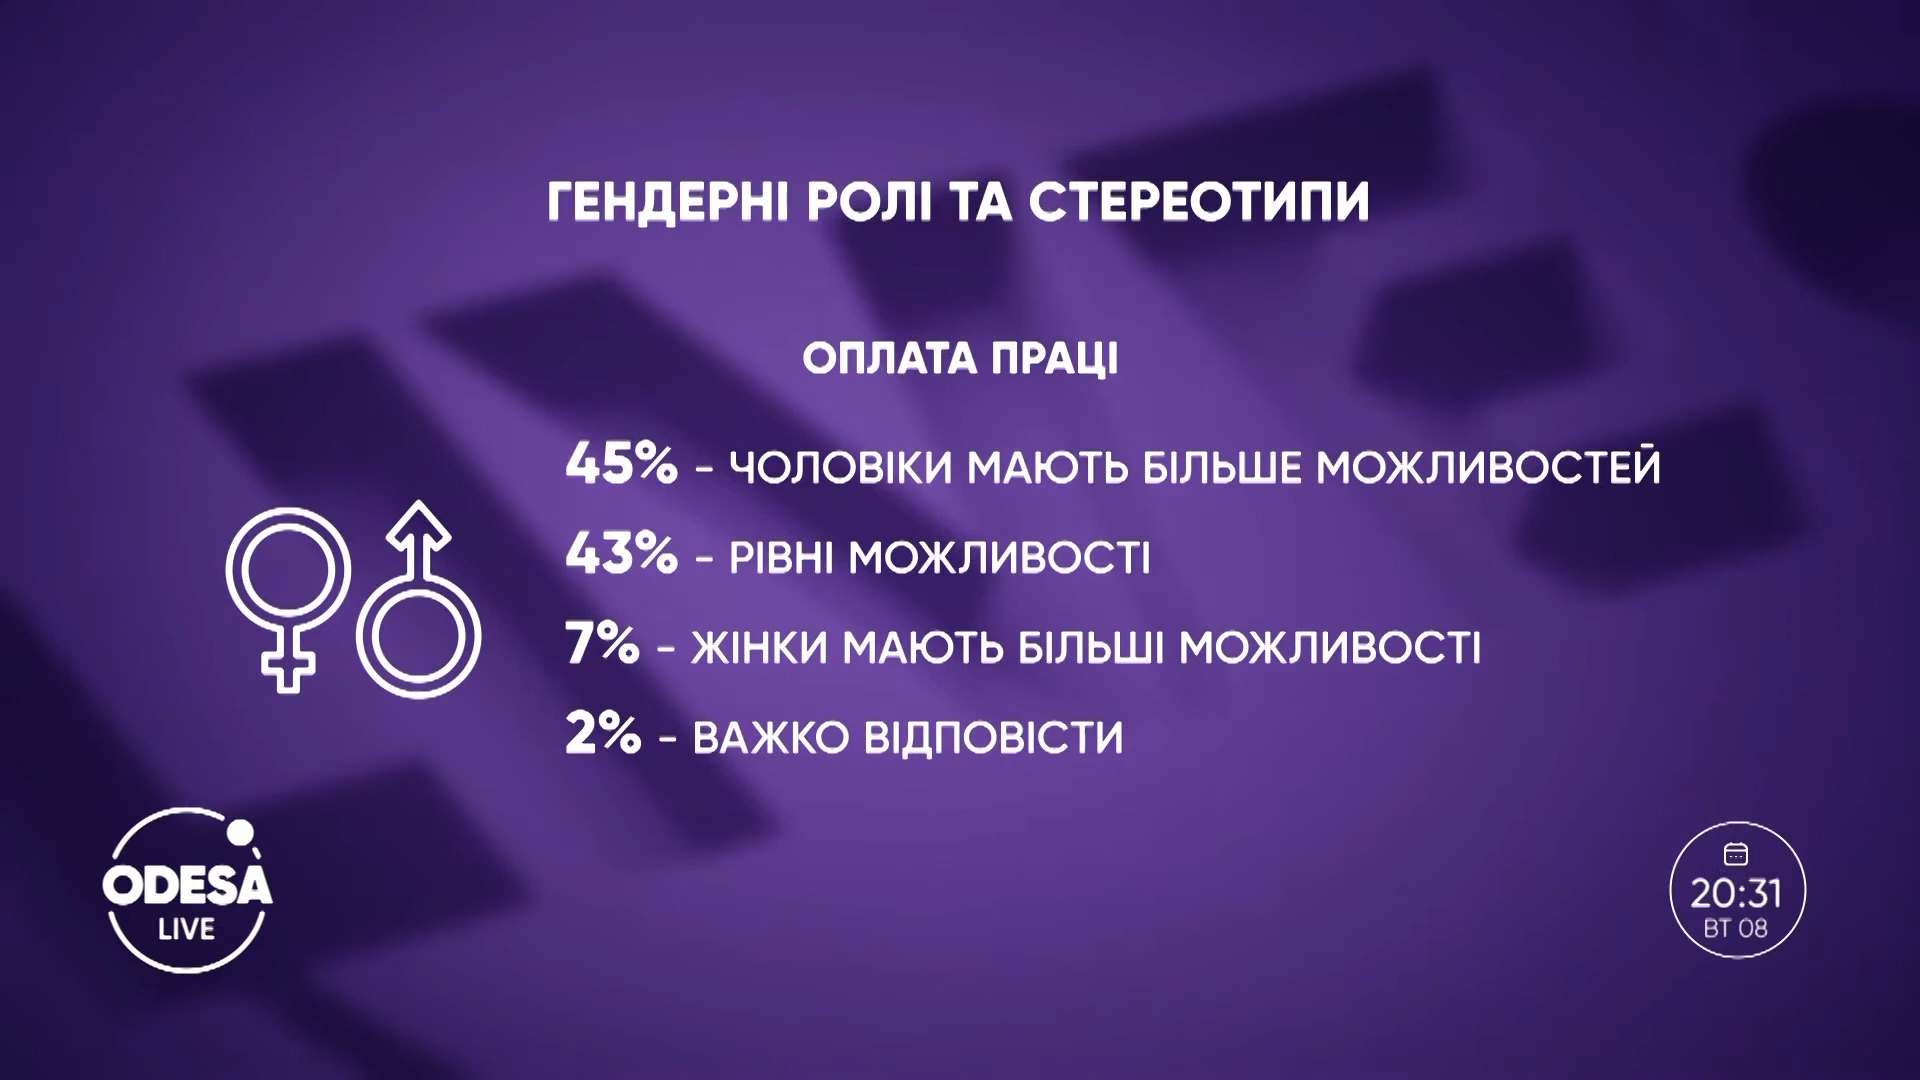 ГЕНДЕРНІ РОЛІ ТА СТЕРЕОТИПИ
ОПЛАТА ПРАЦІ
45% - ЧОЛОВІКИ МАЮТЬ БІЛЬШЕ МОЖЛИВОСТЕЙ
43% - РІВНІ МОЖЛИВОСТІ
7% - ЖІНКИ МАЮТЬ БІЛЬШІ МОЖЛИВОСТІ
2% - ВАЖКО ВІДПОВІСТИ
ODESA
LIVE
20:31
ВТ 08